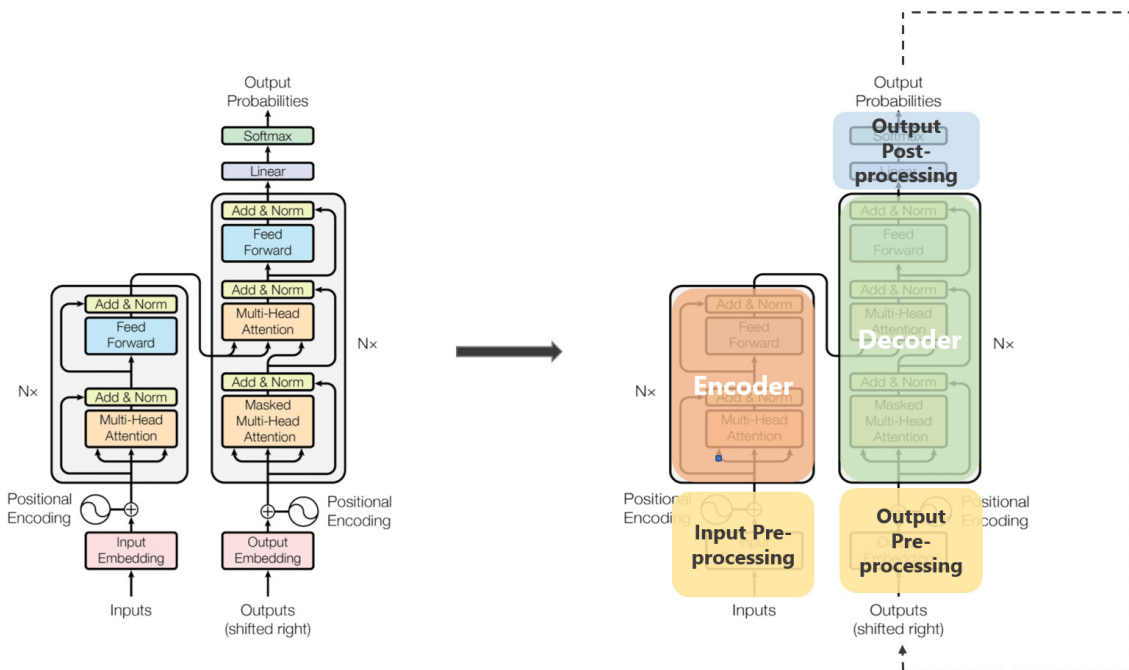 Output
Probabilities
Softmax
Linear
Add & Norm
Feed
Forward
Add & Norm
Multi-Head
Attention
Add & Norm
Masked
Multi-Head
Attention
Nx
Add & Norm
Feed
Forward
Add & Norm
Multi-Head
Attention
Nx
Positional
Encoding
Positional
Encoding
Input
Embedding
Output
Embedding
Inputs
Outputs
(shifted right)
Output
Probabilities
Softmax
Linear
Output
Post-
processing
Add & Norm
Feed
Forward
Add & Norm
Multi-Head
Attention
Decoder
Add & Norm
Masked
Multi-Head
Attention
Nx
Add & Norm
Feed
Forward
Encoder
Add & Norm
Multi-Head
Attention
Nx
Positional
Encoding
Positional
Encoding
Input Pre-
processing
Output
Pre-
processing
Inputs
Outputs
(shifted right)